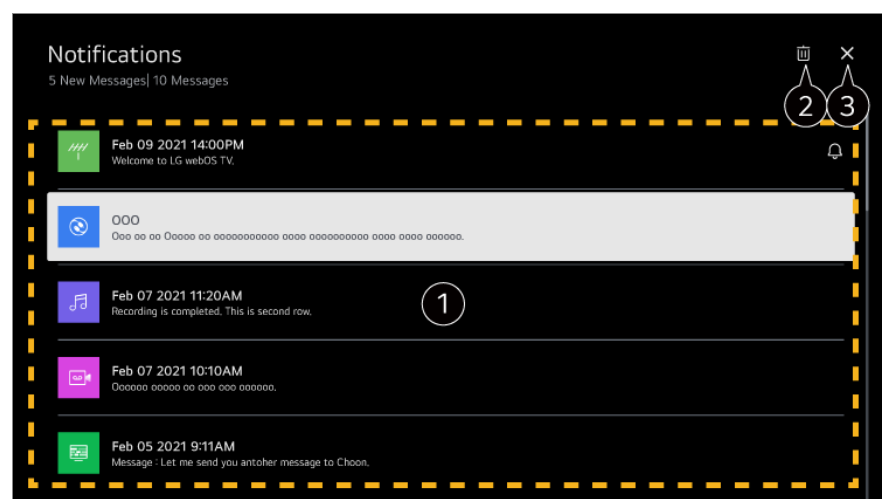 Notifications
5 New Messages| 10 Messages
2
3
Feb 09 2021 14:00PM
Welcome to LG webOS TV.
OOO
Ooo oo oo Ooooo oo ooooooooooo oooo oooooooooo oooo oooo oooooo.
Feb 07 2021 11:20AM
Recording is completed. This is second row.
1
Feb 07 2021 10:10AM
Oooooo ooooo oo ooo ooo oooooo.
Feb 05 2021 9:11AM
Message : Let me send you antoher message to Choon.